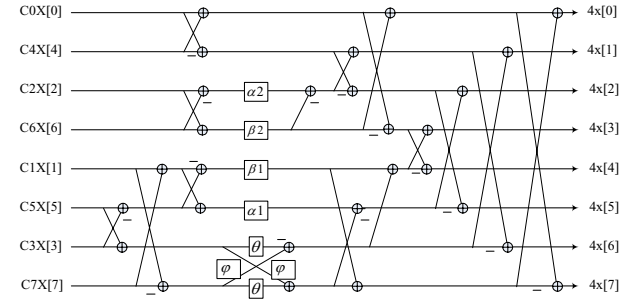 C0X[0] 4x[0]
C4X[4] 4x[1]
C2X[2] α2 4x[2]
C6X[6] β2 4x[3]
C1X[1] β1 4x[4]
C5X[5] α1 4x[5]
C3X[3] θ 4x[6]
φ φ
C7X[7] θ 4x[7]